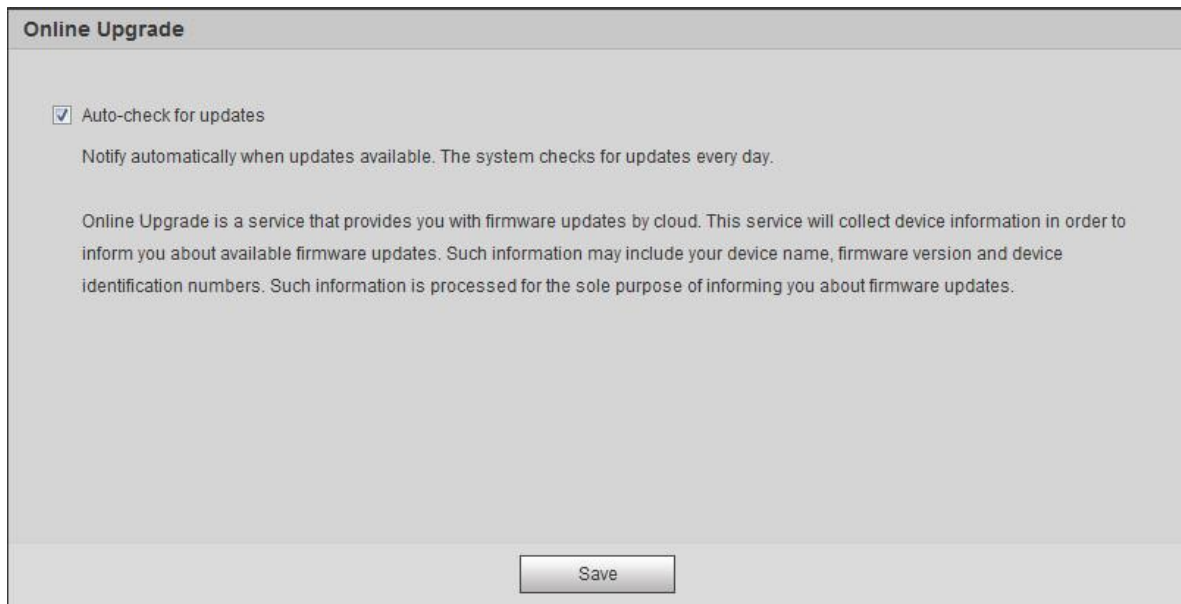 Online Upgrade
Auto-check for updates
Notify automatically when updates available. The system checks for updates every day.
Online Upgrade is a service that provides you with firmware updates by cloud. This service will collect device information in order to
inform you about available firmware updates. Such information may include your device name, firmware version and device
identification numbers. Such information is processed for the sole purpose of informing you about firmware updates.
Save